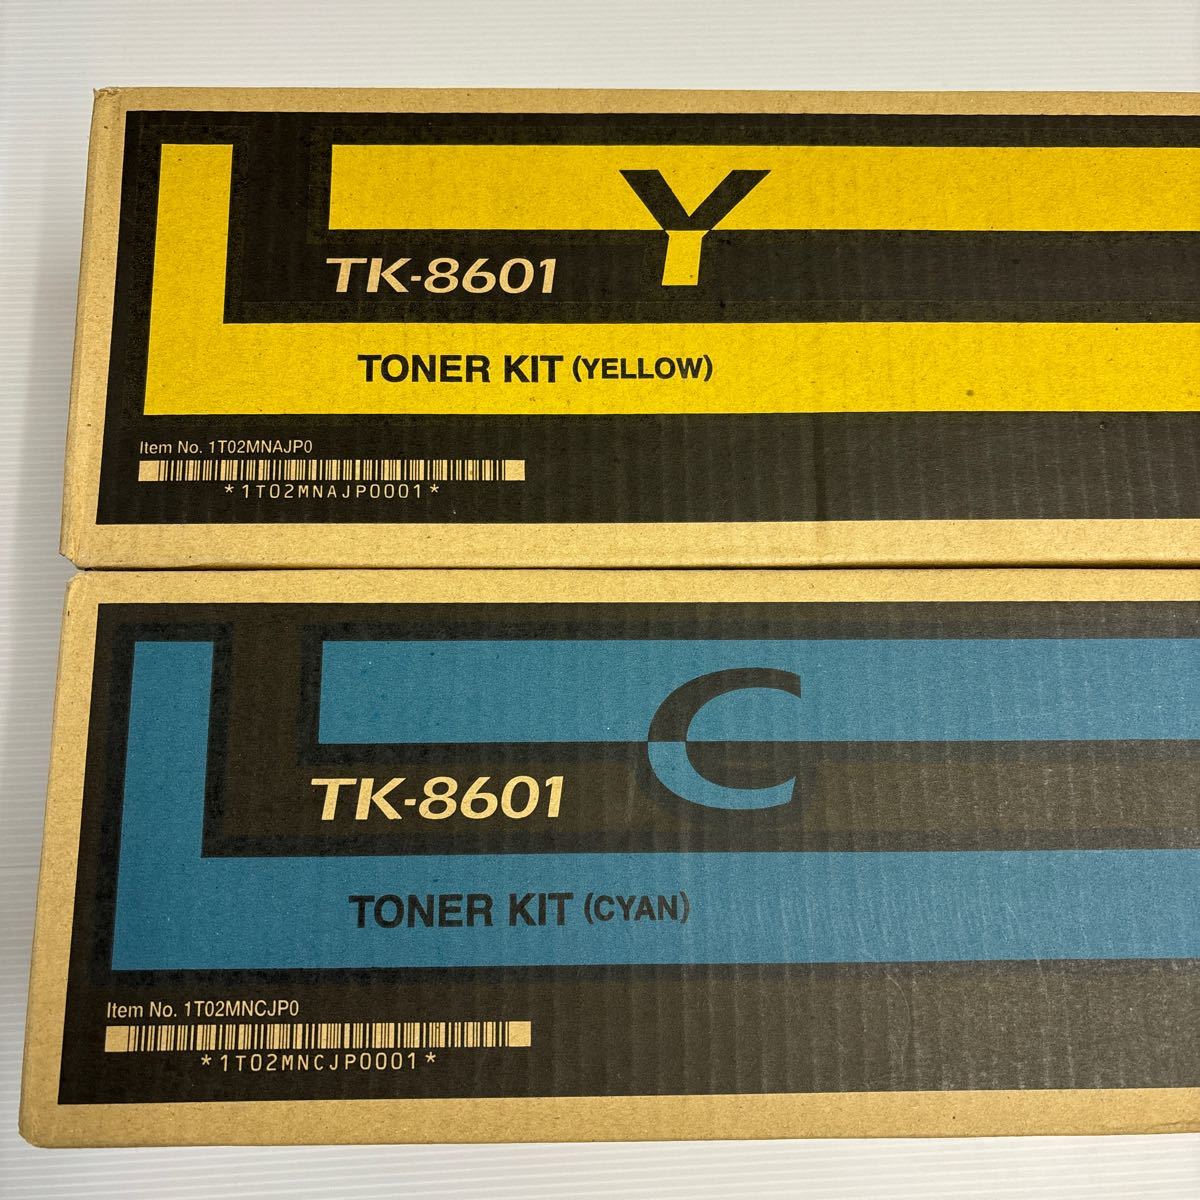 Y
TK-8601
TONER KIT (YELLOW)
Item No. 1T02MNAJP0
*1T02MNAJP0001*
C
TK-8601
TONER KIT (CYAN)
Item No. 1T02MNCJP0
*1T02MNCJP0001*